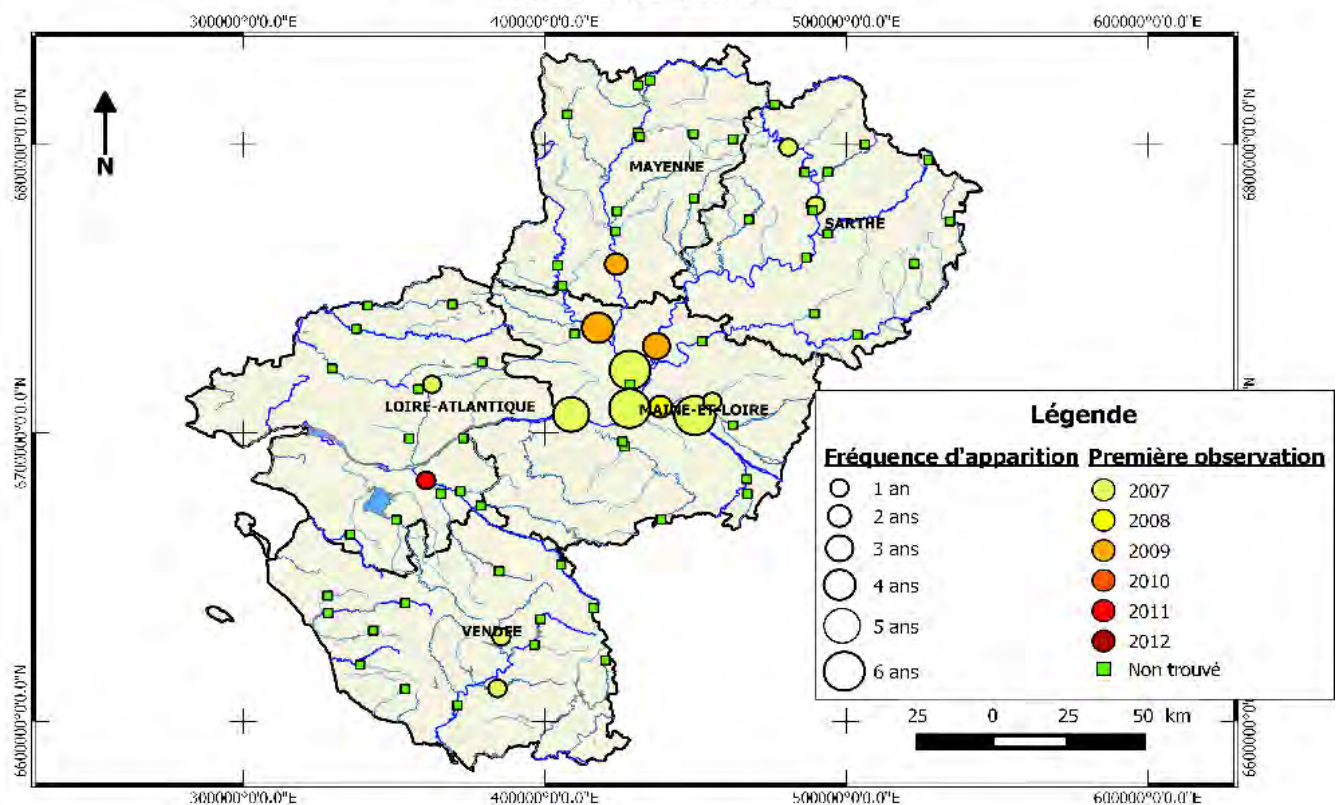 300000°0'0.0"E 400000°0'0.0"E 500000°0'0.0"E 600000°0'0.0"E
6800000°0'0.0"N
6800000°0'0.0"N
N
MAYENNE
SARTHE
LOIRE-ATLANTIQUE
MAINE-ET-LOIRE
VENDEE
6700000°0'0.0"N
6600000°0'0.0"N
Légende
Fréquence d'apparition Première observation
1 an 2007
2 ans 2008
3 ans 2009
4 ans 2010
5 ans 2011
6 ans 2012
Non trouvé
25 0 25 50 km
300000°0'0.0"E 400000°0'0.0"E 500000°0'0.0"E 600000°0'0.0"E